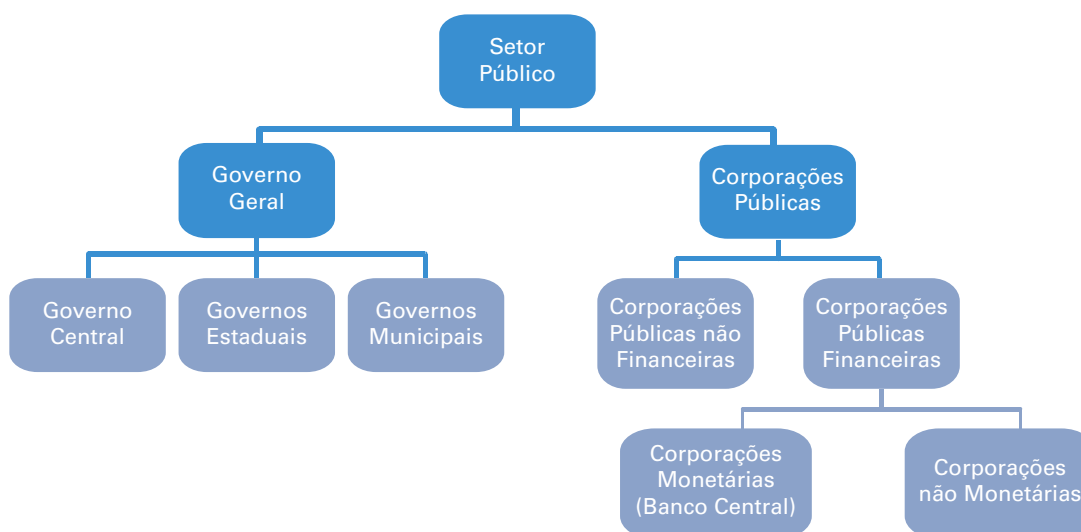 Setor
Público
Governo
Geral
Corporações
Públicas
Governo
Central
Governos
Estaduais
Governos
Municipais
Corporações
Públicas não
Financeiras
Corporações
Públicas
Financeiras
Corporações
Monetárias
(Banco Central)
Corporações
não Monetárias